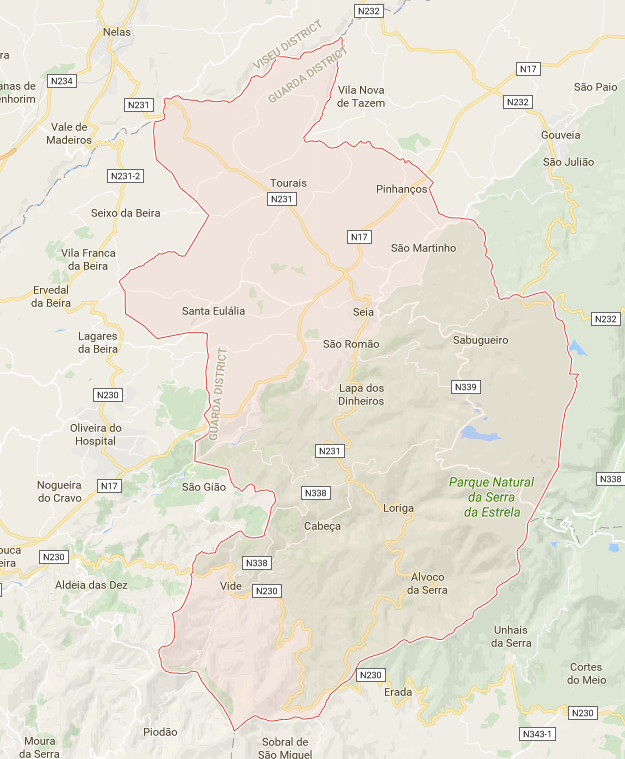 N232
VISEU DISTRICT
GUARDA DISTRICT
Nelas
ra
N17
N234
anas de
enhorim
Vila Nova
de Tazem
São Paio
N231
N232
Vale de
Madeiros
Gouveia
São Julião
N231-2
Tourais
N231
Pinhanços
Seixo da Beira
N17
São Martinho
Vila Franca
da Beira
Ervedal
da Beira
Santa Eulália
Seia
N232
Lagares
da Beira
São Romão
Sabugueiro
GUARDA DISTRICT
N230
Lapa dos
Dinheiros
N339
Oliveira do
Hospital
N231
N338
Nogueira
do Cravo
N17
São Gião
N338
Parque Natural
da Serra
da Estrela
Loriga
Cabeça
ouca
eira
N230
N338
Aldeia das Dez
Vide
N230
Alvoco
da Serra
Unhais
da Serra
N230
Cortes
do Meio
Erada
N230
Piodão
N343-1
Moura
da Serra
Sobral de
São Miguel